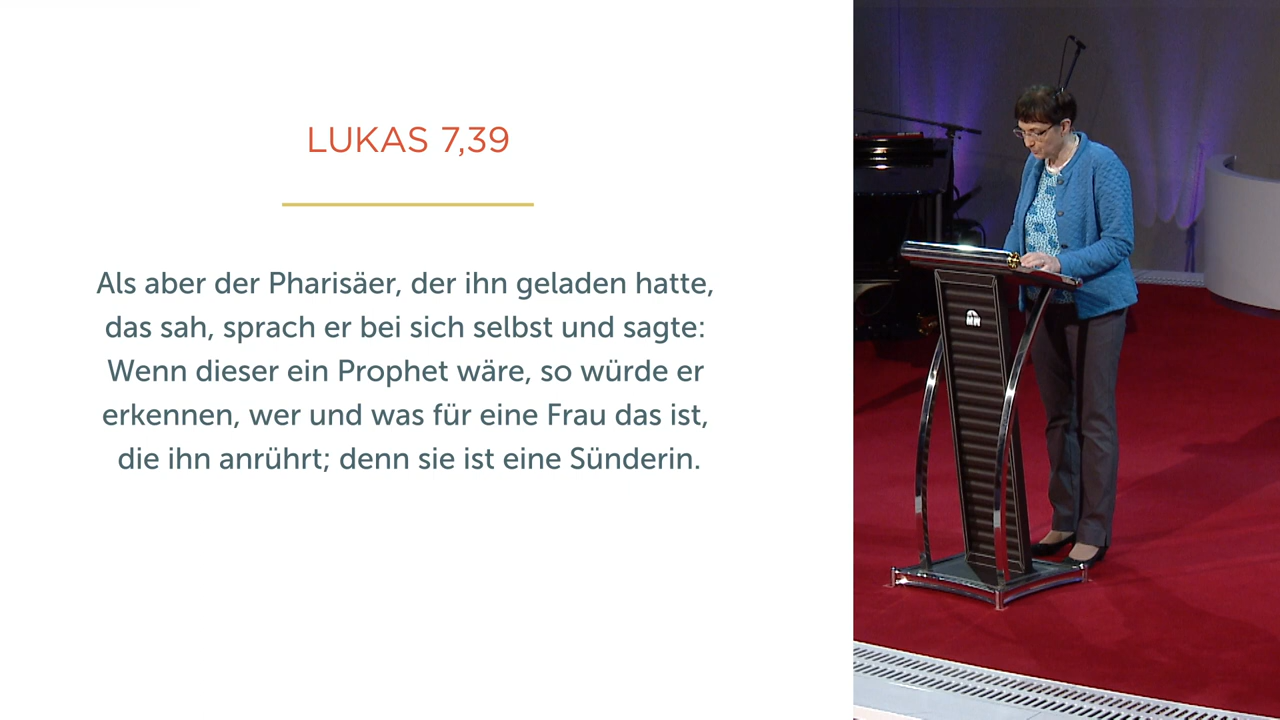 LUKAS 7,39
Als aber der Pharisäer, der ihn geladen hatte,
das sah, sprach er bei sich selbst und sagte:
Wenn dieser ein Prophet wäre, so würde er
erkennen, wer und was für eine Frau das ist,
die ihn anrührt; denn sie ist eine Sünderin.